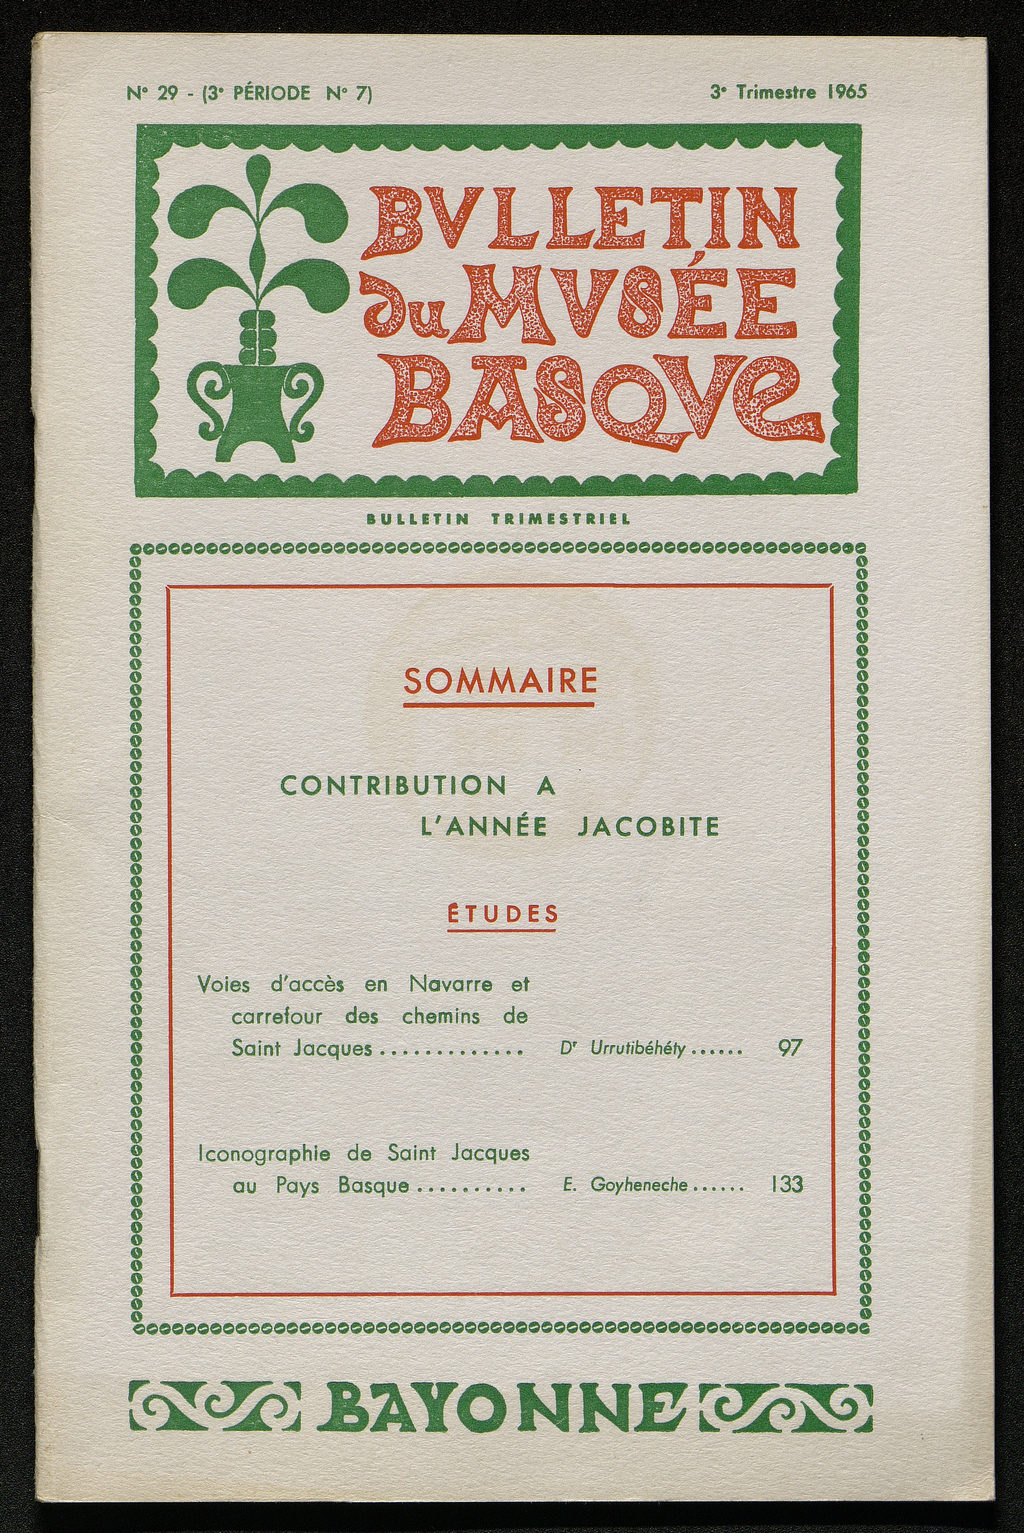 N° 29 - (3e PÉRIODE N° 7)
3e Trimestre 1965
BVLLETIN
du MVSÉE
BASQVE
BULLETIN TRIMESTRIEL
SOMMAIRE
CONTRIBUTION A
L'ANNÉE JACOBITE
ÉTUDES
Voies d'accès en Navarre et
carrefour des chemins de
Saint Jacques ............. Dr Urrutibéhéty ...... 97
Iconographie de Saint Jacques
au Pays Basque .......... E. Goyheneche ...... 133
BAYONNE